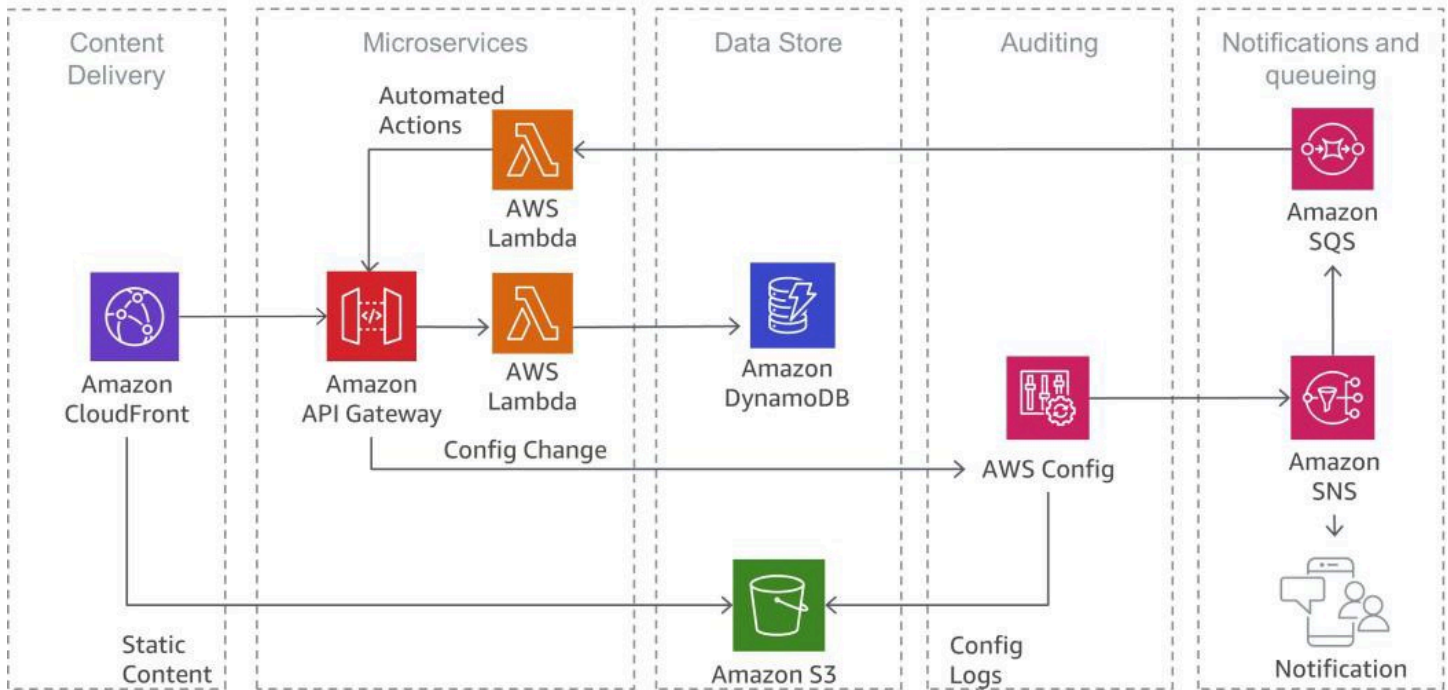 Content
Delivery
Microservices
Data Store
Auditing
Notifications and
queueing
Automated
Actions
AWS
Lambda
Amazon
SQS
Amazon
CloudFront
</>
Amazon
API Gateway
AWS
Lambda
Amazon
DynamoDB
Config Change
AWS Config
Amazon
SNS
Static
Content
Amazon S3
Config
Logs
Notification